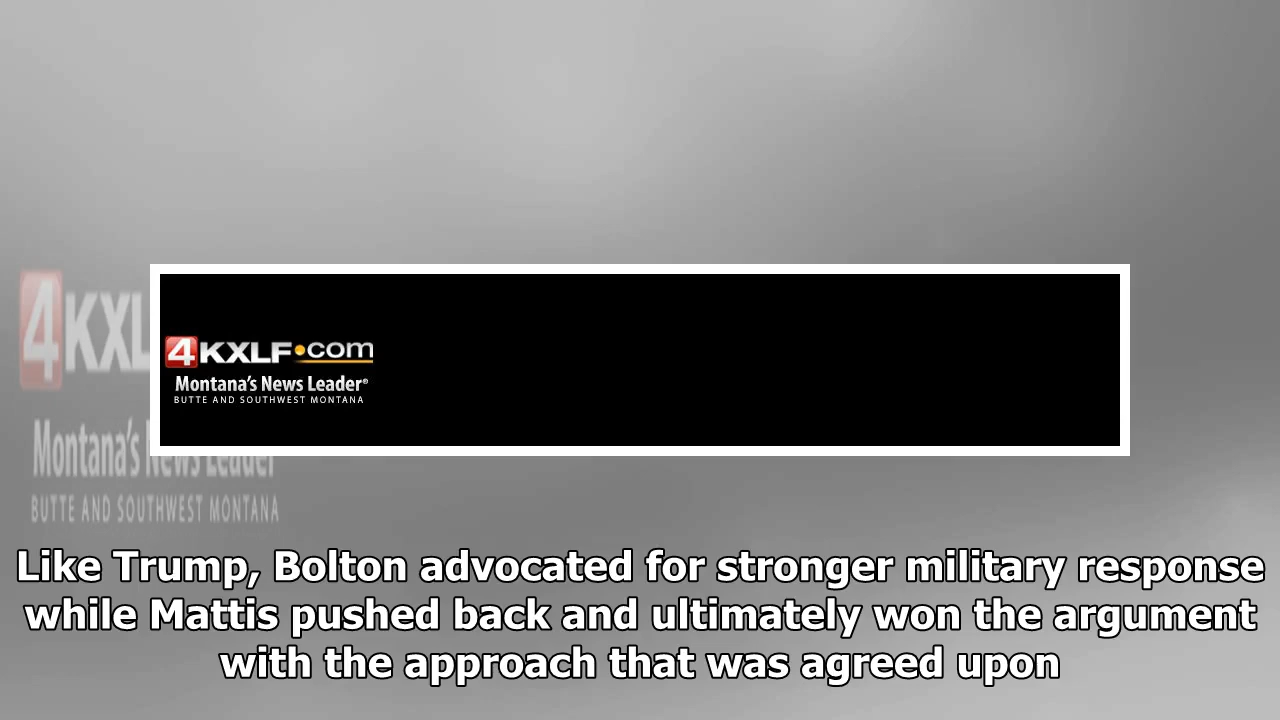 4KXLF.com
Montana's News Leader®
BUTTE AND SOUTHWEST MONTANA
4KXL
Montana's News Leader
BUTTE AND SOUTHWEST MONTANA
Like Trump, Bolton advocated for stronger military response
while Mattis pushed back and ultimately won the argument
with the approach that was agreed upon